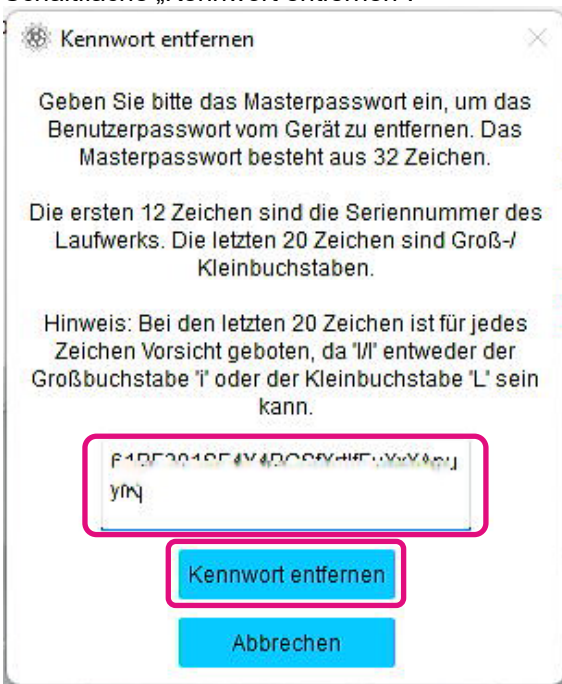 Kennwort entfernen
Geben Sie bitte das Masterpasswort ein, um das
Benutzerpasswort vom Gerät zu entfernen. Das
Masterpasswort besteht aus 32 Zeichen.
Die ersten 12 Zeichen sind die Seriennummer des
Laufwerks. Die letzten 20 Zeichen sind Groß-/
Kleinbuchstaben.
Hinweis: Bei den letzten 20 Zeichen ist für jedes
Zeichen Vorsicht geboten, da 'I/l' entweder der
Großbuchstabe 'i' oder der Kleinbuchstabe 'L' sein
kann.
Kennwort entfernen
Abbrechen